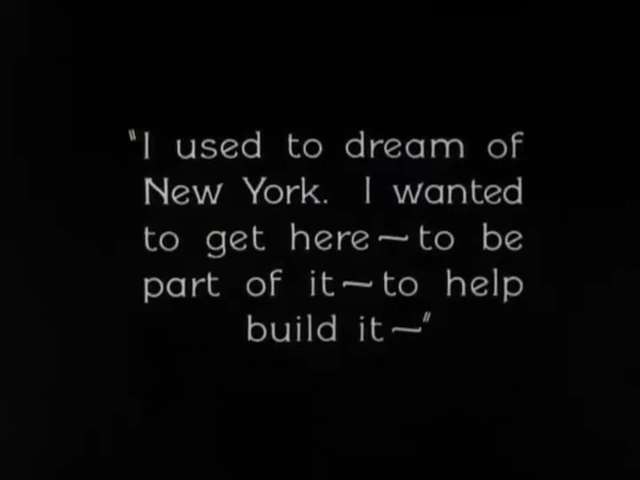 "I used to dream of
New York. I wanted
to get here—to be
part of it—to help
build it—"